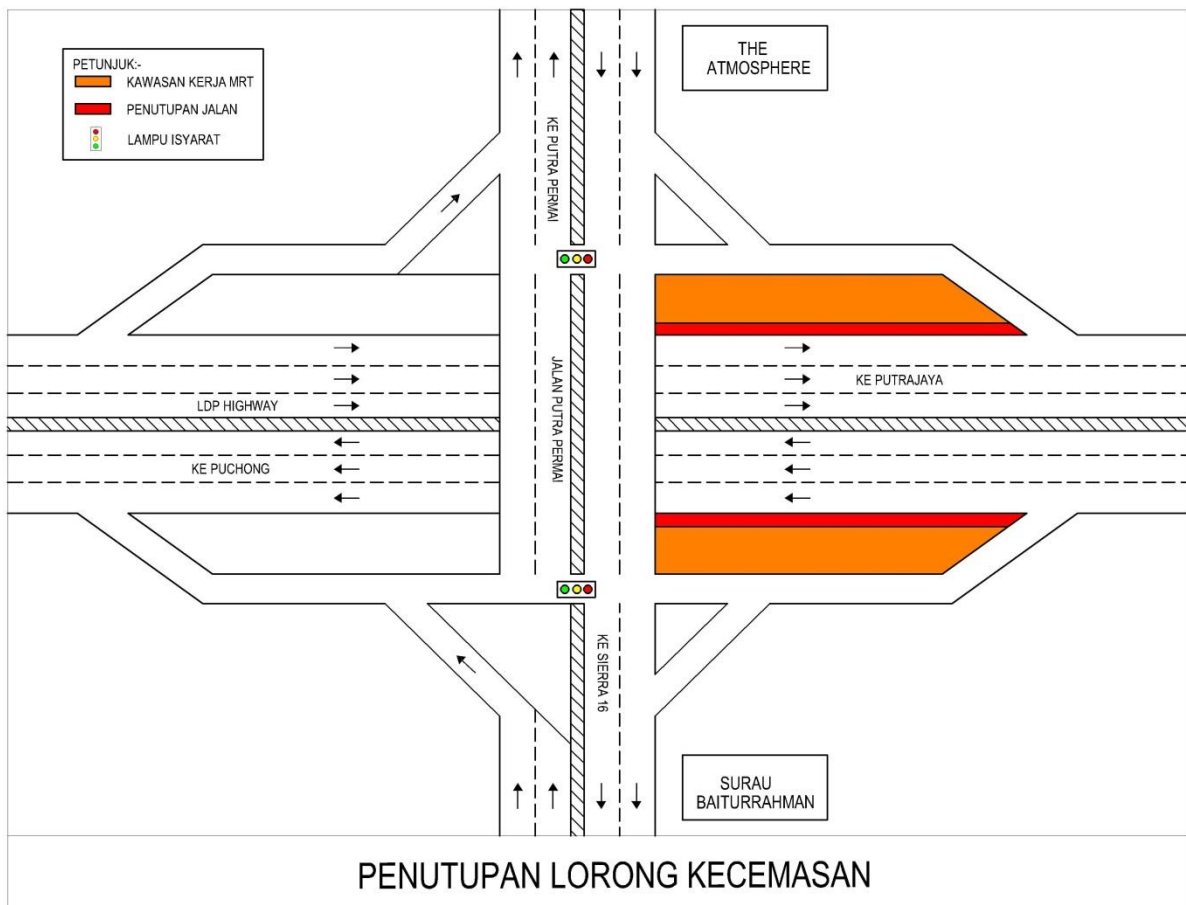 PETUNJUK:-
KAWASAN KERJA MRT
PENUTUPAN JALAN
LAMPU ISYARAT
THE
ATMOSPHERE
KE PUTRA PERMAI
JALAN PUTRA PERMAI
KE PUTRAJAYA
LDP HIGHWAY
KE PUCHONG
KE SIERRA 16
SURAU
BAITURRAHMAN
PENUTUPAN LORONG KECEMASAN